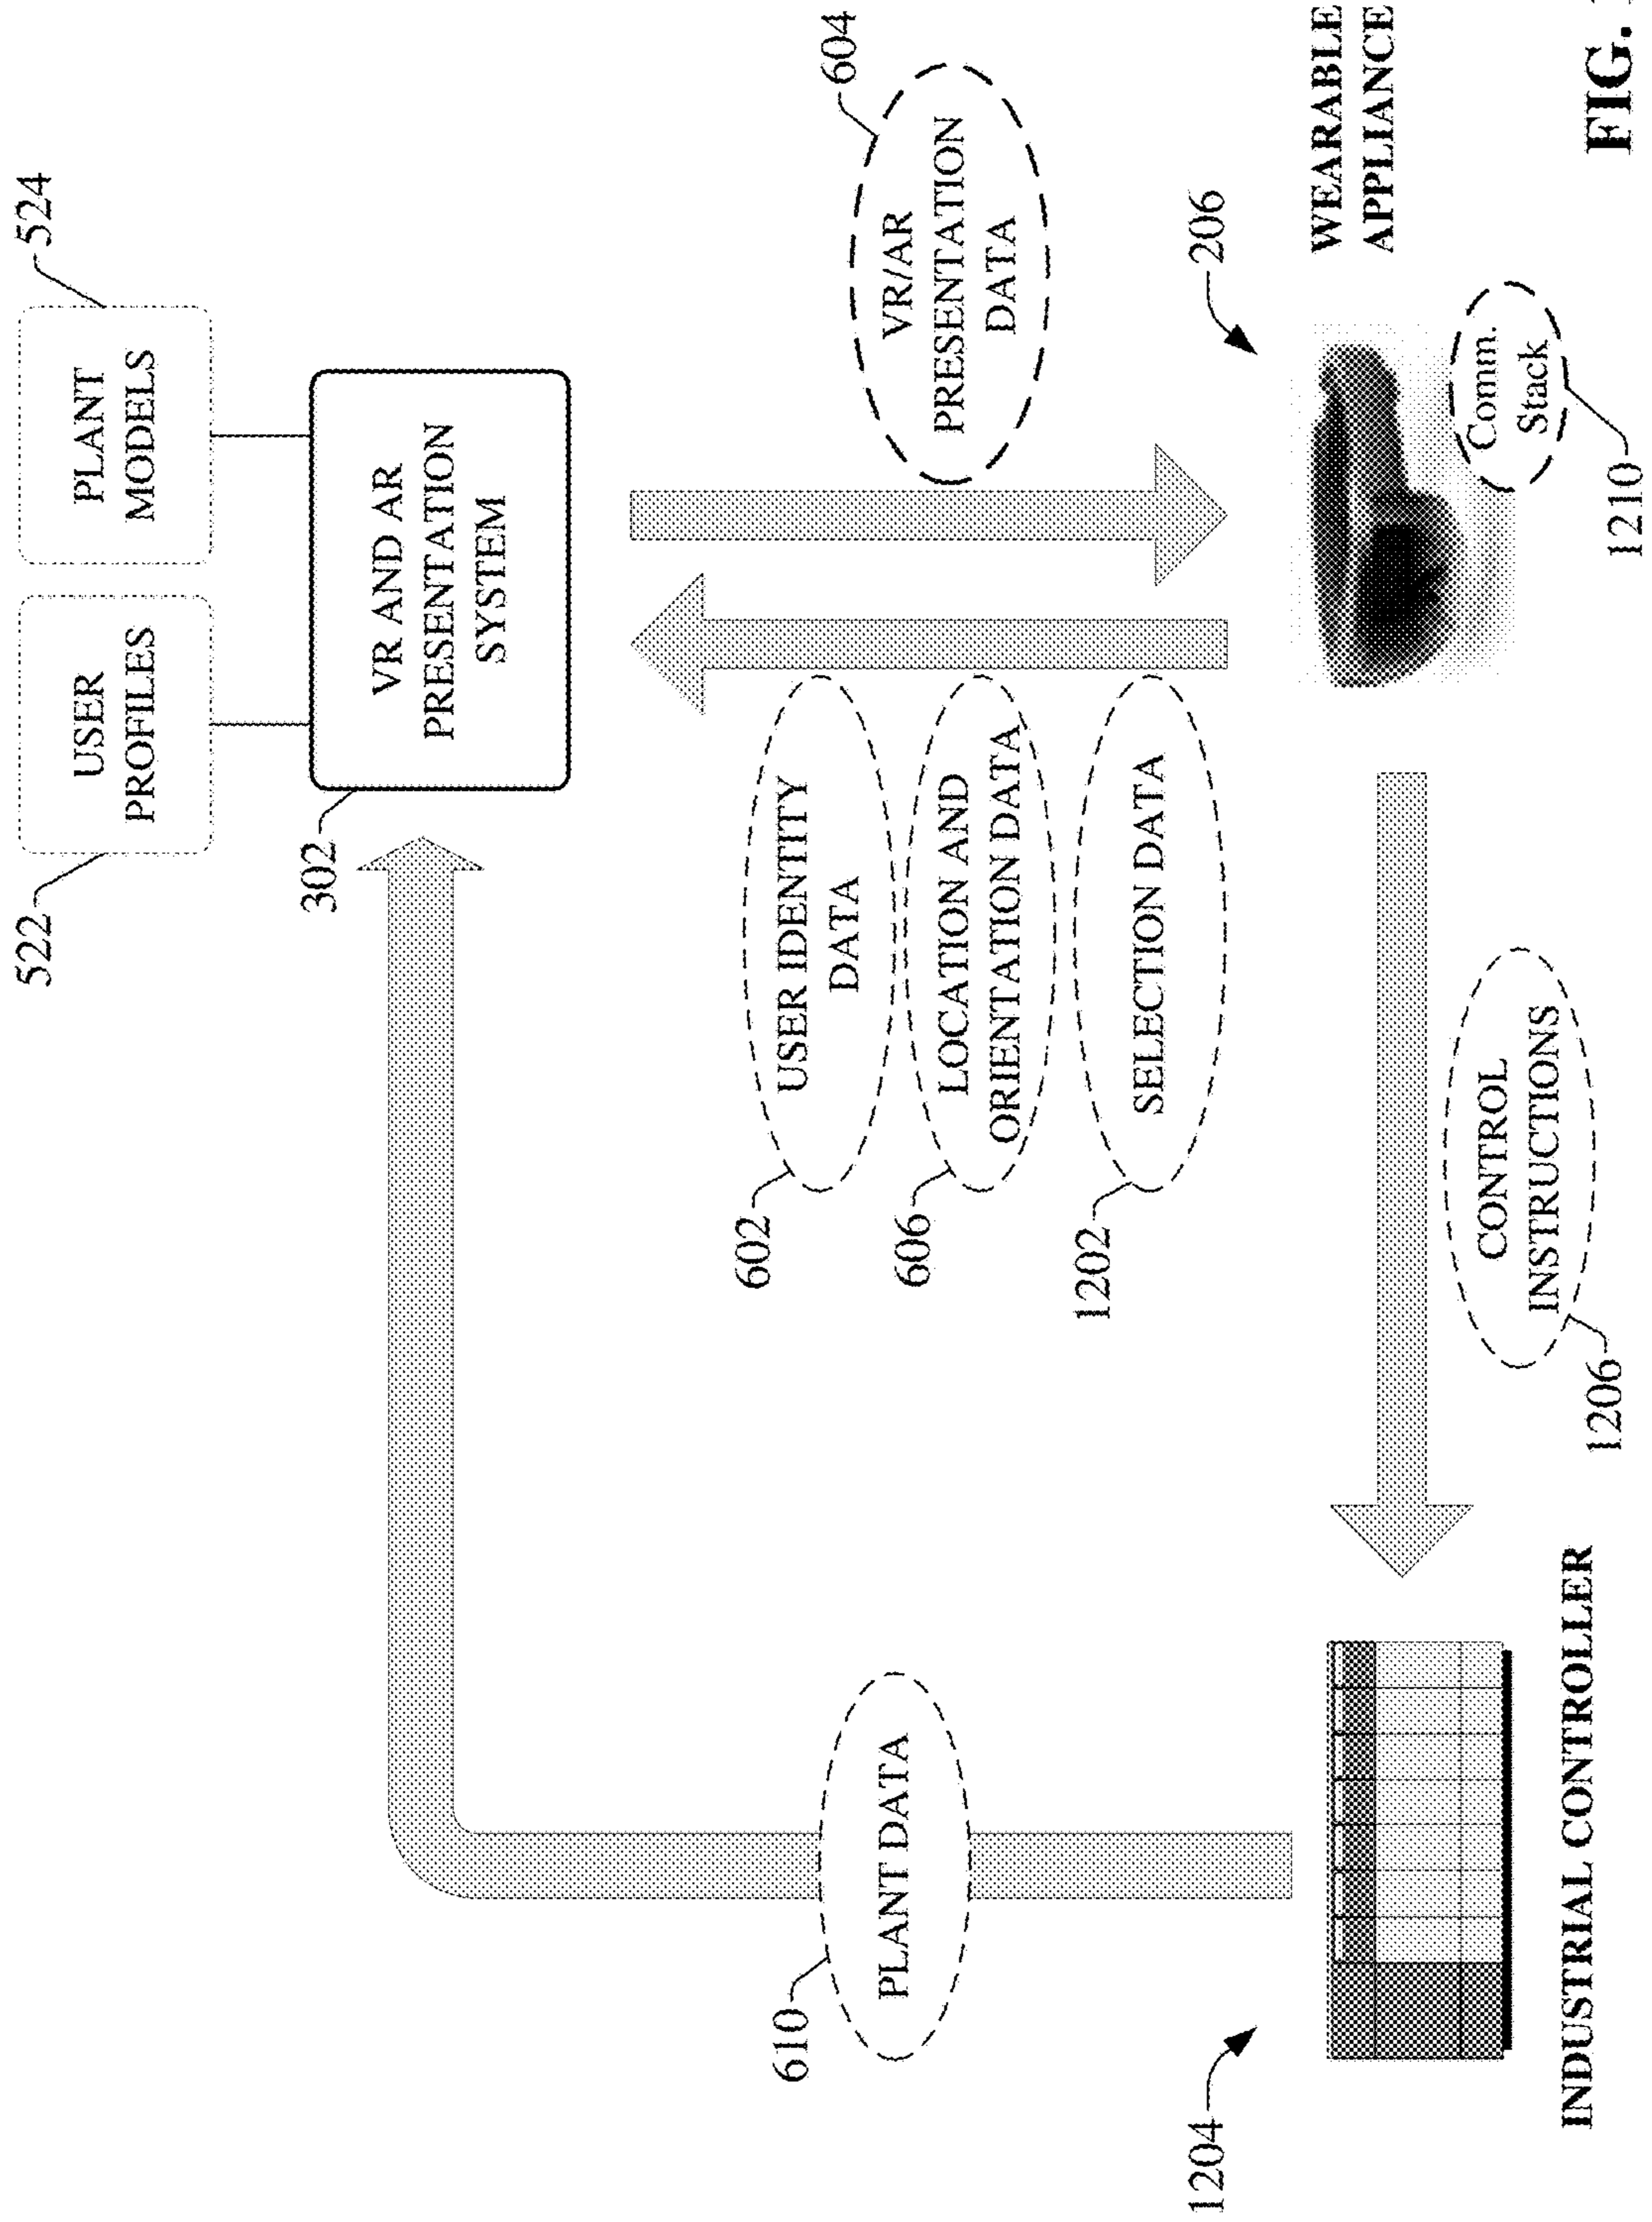 522
USER
PROFILES
PLANT
MODELS
524
302
VR AND AR
PRESENTATION
SYSTEM
610
PLANT DATA
602
USER IDENTITY
DATA
606
LOCATION AND
ORIENTATION DATA
1202
SELECTION DATA
604
VR/AR
PRESENTATION
DATA
206
1204
INDUSTRIAL CONTROLLER
CONTROL
INSTRUCTIONS
1206
Comm.
Stack
1210
WEARABLE
APPLIANCE
FIG.